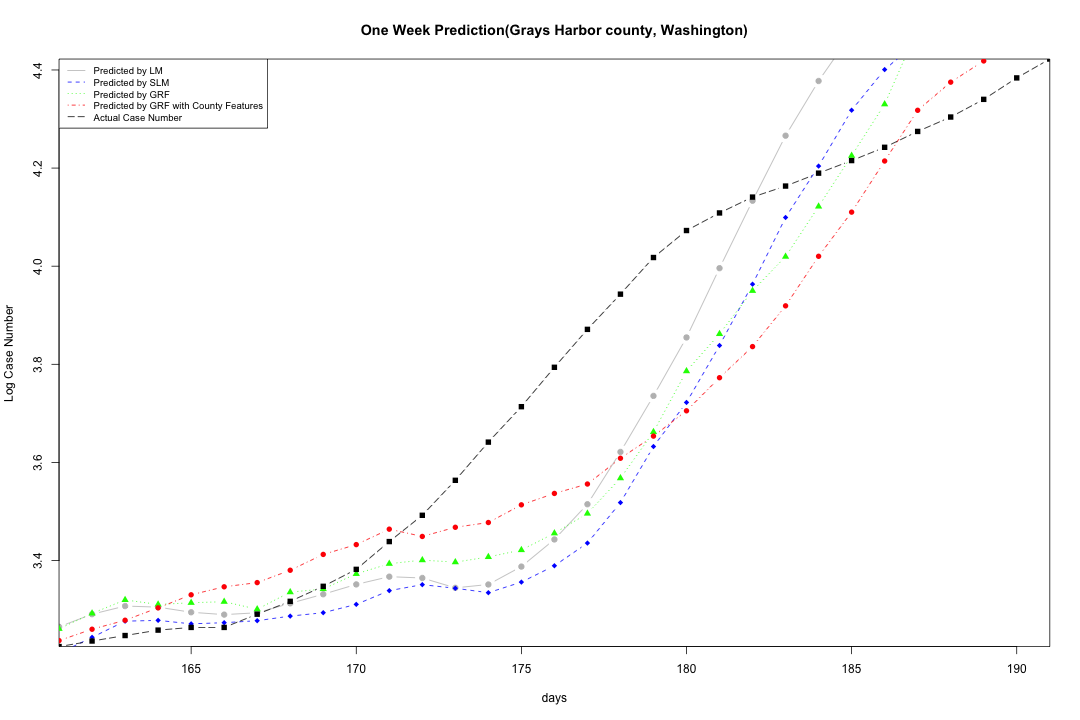 One Week Prediction(Grays Harbor county, Washington)
Predicted by LM
Predicted by SLM
Predicted by GRF
Predicted by GRF with County Features
Actual Case Number
4.4
4.2
4.0
3.8
3.6
3.4
Log Case Number
165 170 175 180 185 190
days